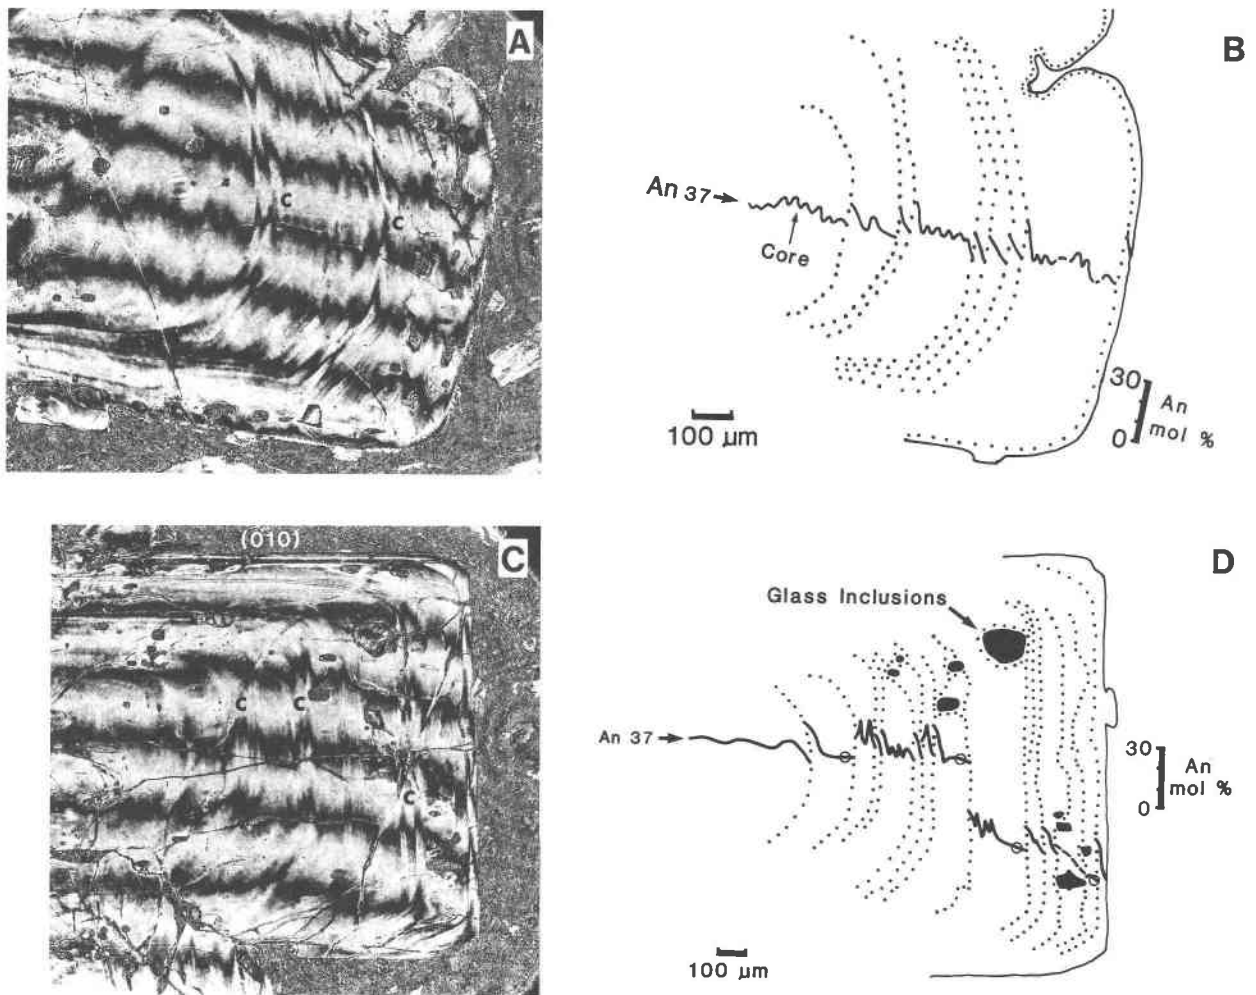 A
c
c
B
An 37
Core
30
An
mol %
0
100 µm
(010)
C
c
c
c
D
Glass Inclusions
An 37
30
An
mol %
0
100 µm